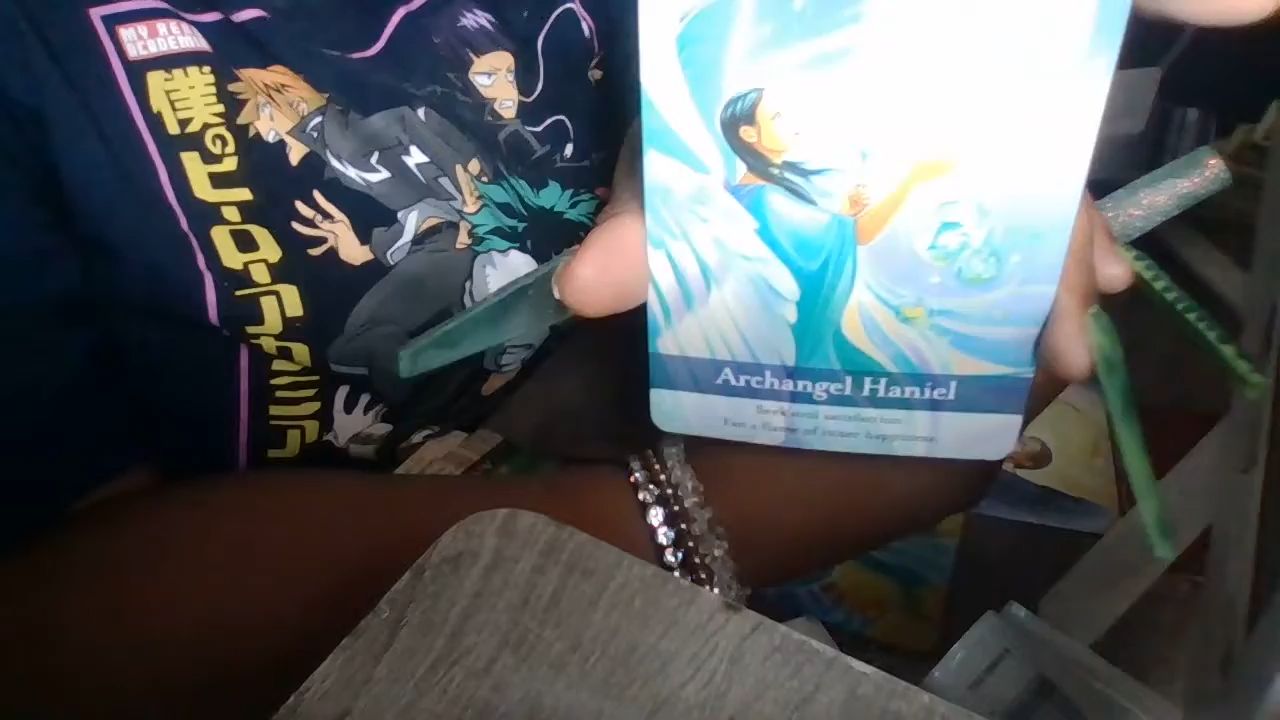 MY HERO
ACADEMIA
僕のヒーローアカデミア
Archangel Haniel
Seek soul satisfaction.
Fan a flame of inner happiness.